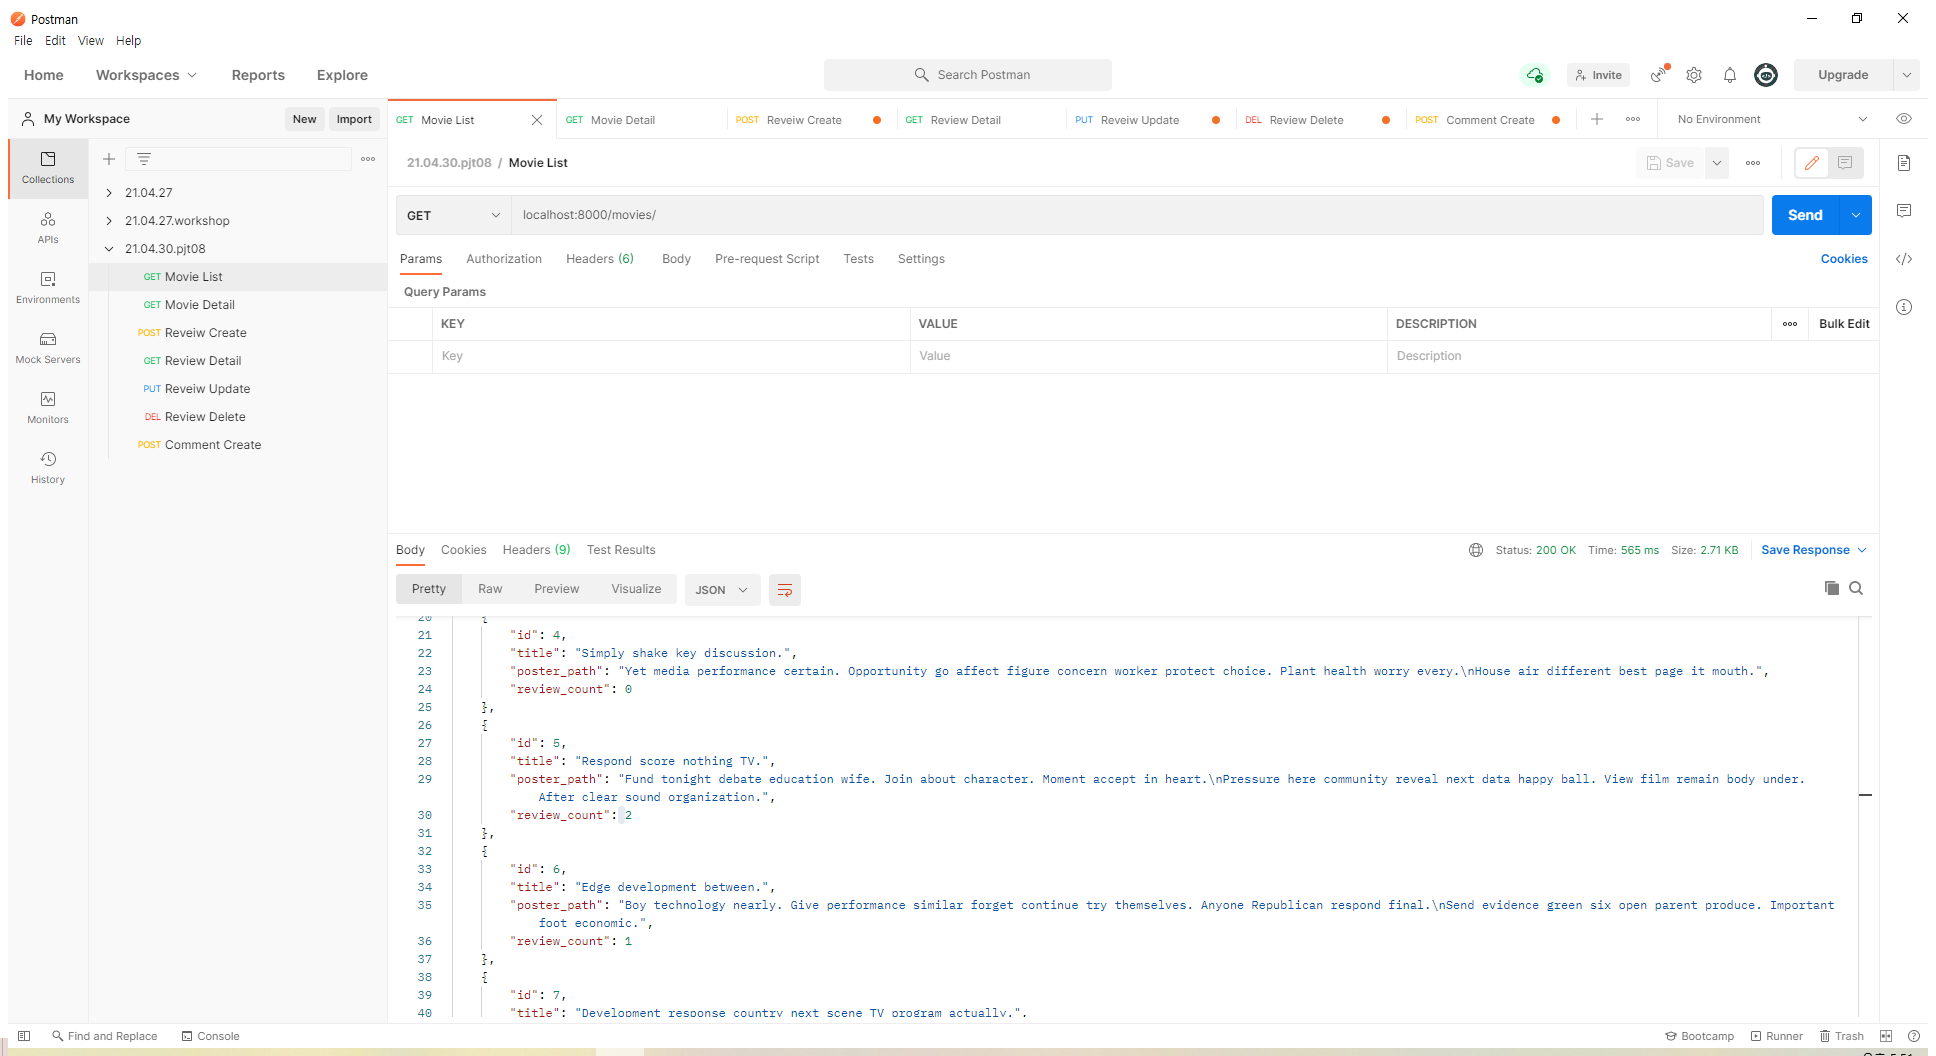 Postman
File Edit View Help
Home Workspaces Reports Explore Search Postman Invite Upgrade
My Workspace New Import
GET Movie List GET Movie Detail POST Reveiw Create GET Review Detail PUT Reveiw Update DEL Review Delete POST Comment Create No Environment
21.04.30.pjt08 / Movie List Save
Collections
APIs
Environments
Mock Servers
Monitors
History
21.04.27
21.04.27.workshop
21.04.30.pjt08
GET Movie List
GET Movie Detail
POST Reveiw Create
GET Review Detail
PUT Reveiw Update
DEL Review Delete
POST Comment Create
GET localhost:8000/movies/ Send
Params Authorization Headers (6) Body Pre-request Script Tests Settings Cookies
Query Params
KEY VALUE DESCRIPTION Bulk Edit
Key Value Description
Body Cookies Headers (9) Test Results Status: 200 OK Time: 565 ms Size: 2.71 KB Save Response
Pretty Raw Preview Visualize JSON
20 {
21 "id": 4,
22 "title": "Simply shake key discussion.",
23 "poster_path": "Yet media performance certain. Opportunity go affect figure concern worker protect choice. Plant health worry every.\nHouse air different best page it mouth.",
24 "review_count": 0
25 },
26 {
27 "id": 5,
28 "title": "Respond score nothing TV.",
29 "poster_path": "Fund tonight debate education wife. Join about character. Moment accept in heart.\nPressure here community reveal next data happy ball. View film remain body under.
After clear sound organization.",
30 "review_count": 2
31 },
32 {
33 "id": 6,
34 "title": "Edge development between.",
35 "poster_path": "Boy technology nearly. Give performance similar forget continue try themselves. Anyone Republican respond final.\nSend evidence green six open parent produce. Important
foot economic.",
36 "review_count": 1
37 },
38 {
39 "id": 7,
40 "title": "Development response country next scene TV program actually.",
Find and Replace Console Bootcamp Runner Trash